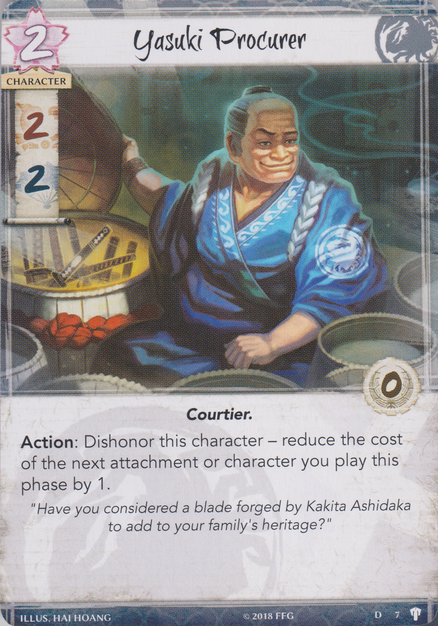 2
Yasuki Procurer
CHARACTER
2
2
0
Courtier.
Action: Dishonor this character – reduce the cost
of the next attachment or character you play this
phase by 1.
"Have you considered a blade forged by Kakita Ashidaka
to add to your family's heritage?"
ILLUS. HAI HOANG
© 2018 FFG
D 7